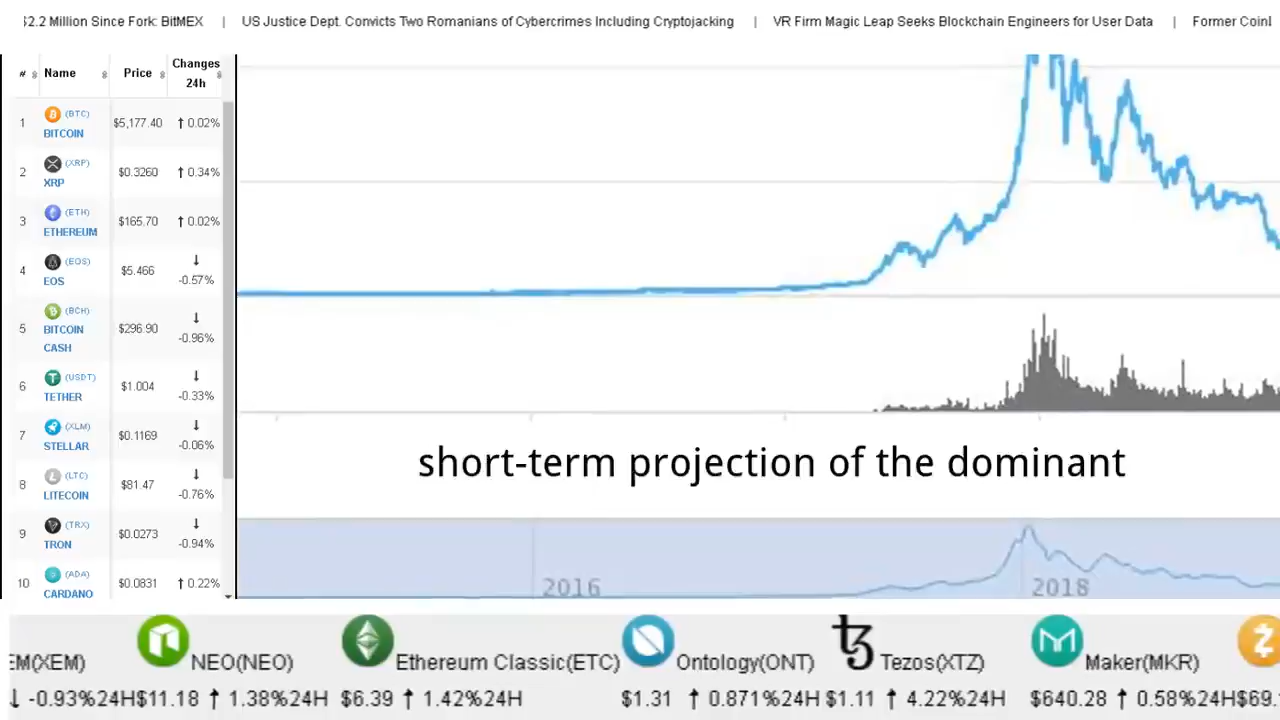 $2.2 Million Since Fork: BitMEX | US Justice Dept. Convicts Two Romanians of Cybercrimes Including Cryptojacking | VR Firm Magic Leap Seeks Blockchain Engineers for User Data | Former
# Name Price Changes 24h
1 (BTC) BITCOIN $5,177.40 ↑ 0.02%
2 (XRP) XRP $0.3260 ↑ 0.34%
3 (ETH) ETHEREUM $165.70 ↑ 0.02%
4 (EOS) EOS $5.466 ↓ -0.57%
5 (BCH) BITCOIN CASH $296.90 ↓ -0.96%
6 (USDT) TETHER $1.004 ↓ -0.33%
7 (XLM) STELLAR $0.1169 ↓ -0.06%
8 (LTC) LITECOIN $81.47 ↓ -0.76%
9 (TRX) TRON $0.0273 ↓ -0.94%
10 (ADA) CARDANO $0.0831 ↑ 0.22%
short-term projection of the dominant
2016 2018
EM(XEM) NEO(NEO) Ethereum Classic(ETC) Ontology(ONT) Tezos(XTZ) Maker(MKR)
↓ -0.93%24H $11.18 ↑ 1.38%24H $6.39 ↑ 1.42%24H $1.31 ↑ 0.871%24H $1.11 ↑ 4.22%24H $640.28 ↑ 0.58%24H $69.